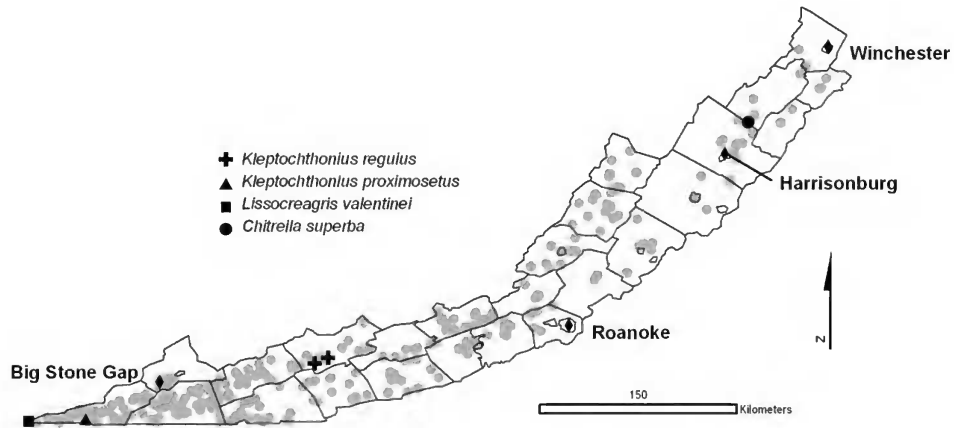 Winchester
Kleptochthonius regulus
Kleptochthonius proximosetus
Lissocreagris valentinei
Chitrella superba
Harrisonburg
Roanoke
N
Big Stone Gap
150
Kilometers